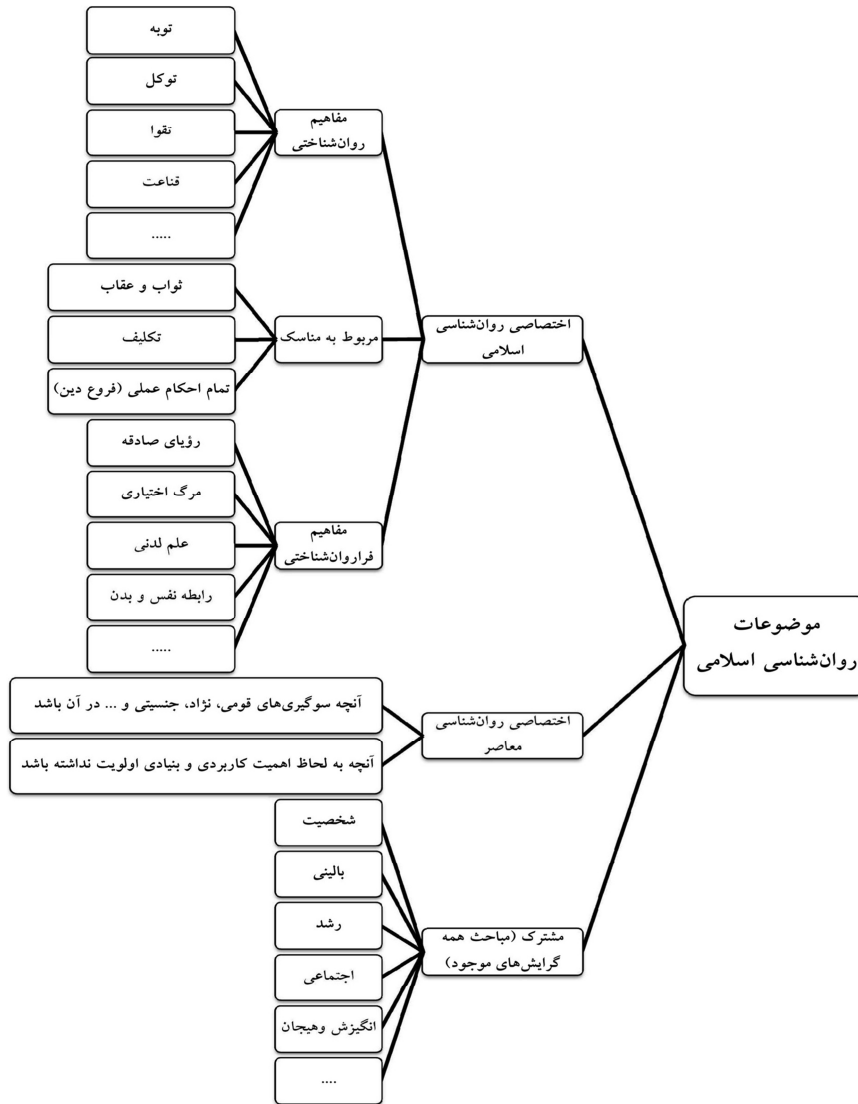 موضوعات
روان‌شناسی اسلامی
اختصاصی روان‌شناسی
اسلامی
مفاهیم
روان‌شناختی
توبه
توکل
تقوا
قناعت
.....
مربوط به مناسک
ثواب و عقاب
تکلیف
تمام احکام عملی (فروع دین)
مفاهیم
فراروان‌شناختی
رؤیای صادقه
مرگ اختیاری
علم لدنی
رابطه نفس و بدن
.....
اختصاصی روان‌شناسی
معاصر
آنچه سوگیری‌های قومی، نژاد، جنسیتی و ... در آن باشد
آنچه به لحاظ اهمیت کاربردی و بنیادی اولویت نداشته باشد
مشترک (مباحث همه
گرایش‌های موجود)
شخصیت
بالینی
رشد
اجتماعی
انگیزش وهیجان
....